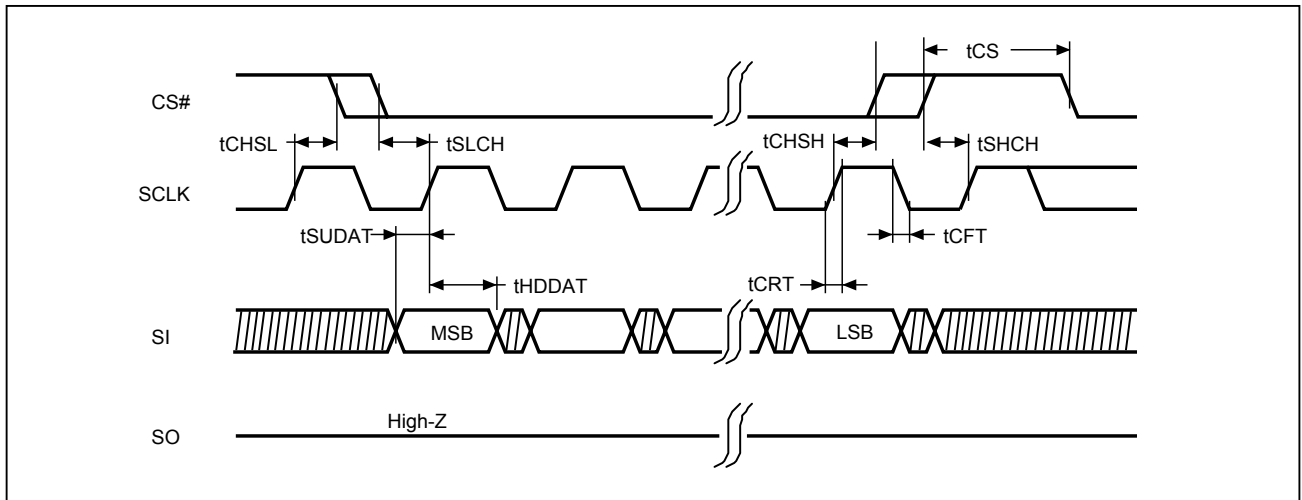 tCS
CS#
tCHSL
tSLCH
tCHSH
tSHCH
SCLK
tSUDAT
tCFT
tHDDAT
tCRT
SI
MSB
LSB
High-Z
SO